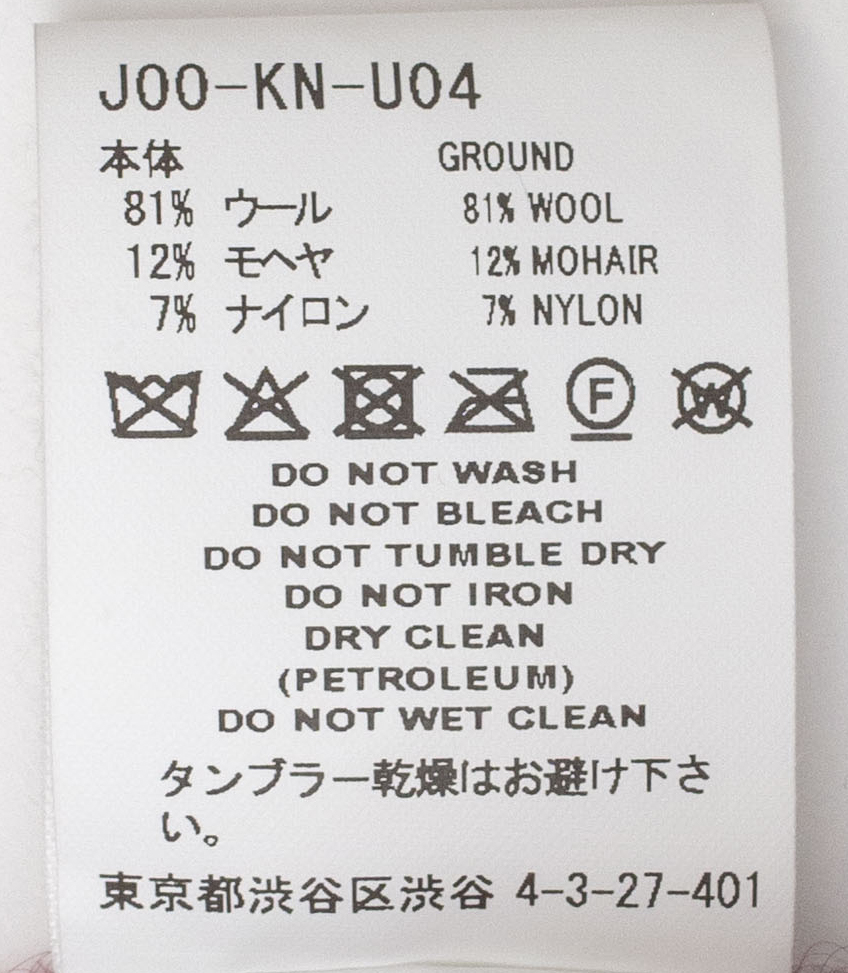 J00-KN-U04
本体 GROUND
81% ウール 81% WOOL
12% モヘヤ 12% MOHAIR
7% ナイロン 7% NYLON
F W
DO NOT WASH
DO NOT BLEACH
DO NOT TUMBLE DRY
DO NOT IRON
DRY CLEAN
(PETROLEUM)
DO NOT WET CLEAN
タンブラー乾燥はお避け下さ
い。
東京都渋谷区渋谷 4-3-27-401